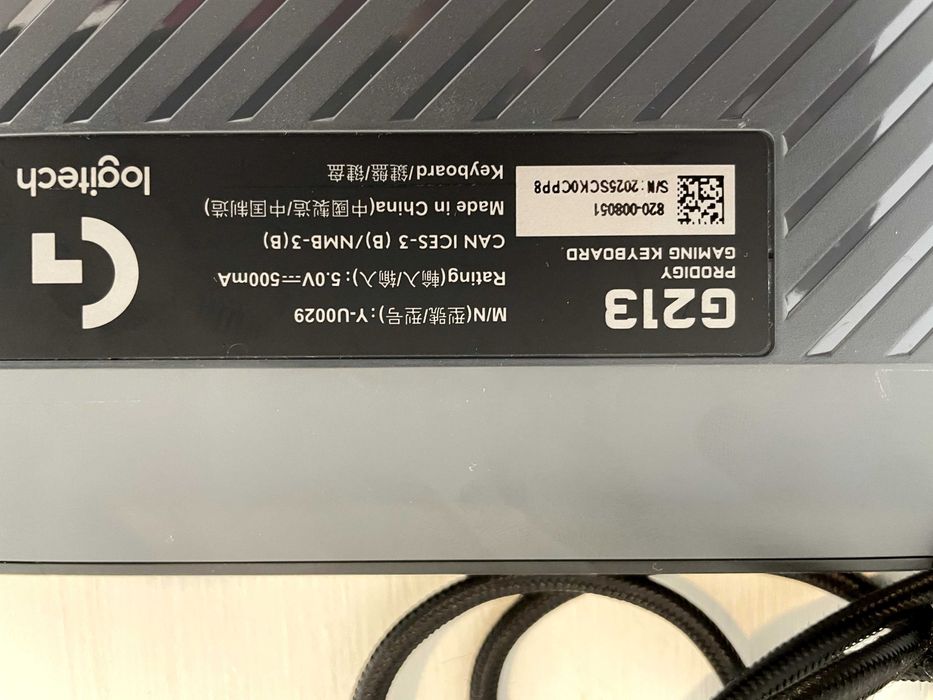 G213
PRODIGY
GAMING KEYBOARD
820-008051
S/N: 2025SCK0CPP8
M/N(型號/型号): Y-U0029
Rating(輸入/输入): 5.0V⎓500mA
CAN ICES-3 (B)/NMB-3(B)
Made in China(中國製造/中国制造)
Keyboard/鍵盤/键盘
logitech